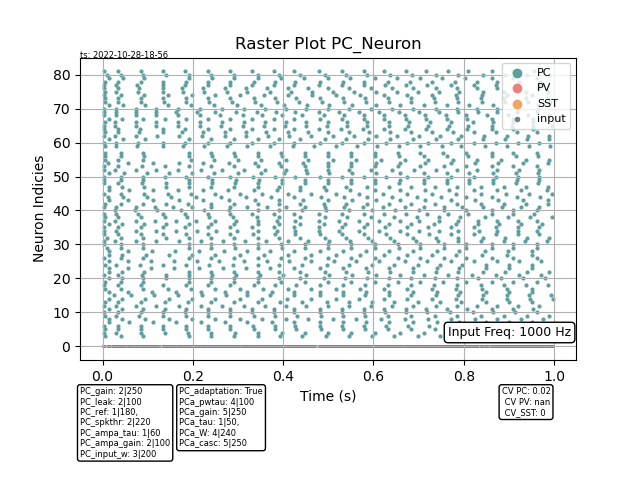 Raster Plot PC_Neuron
ts: 2022-10-28-18-56
PC
PV
SST
input
80
70
60
50
40
30
20
10
0
Neuron Indicies
Input Freq: 1000 Hz
0.0 0.2 0.4 0.6 0.8 1.0
Time (s)
PC_gain: 2|250
PC_leak: 2|100
PC_ref: 1|180,
PC_spkthr: 2|220
PC_ampa_tau: 1|60
PC_ampa_gain: 2|100
PC_input_w: 3|200
PC_adaptation: True
PCa_pwtau: 4|100
PCa_gain: 5|250
PCa_tau: 1|50,
PCa_W: 4|240
PCa_casc: 5|250
CV PC: 0.02
CV PV: nan
CV_SST: 0